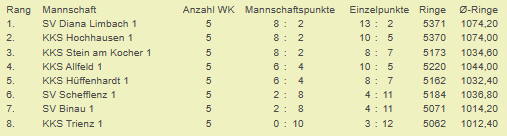 Rang Mannschaft Anzahl WK Mannschaftspunkte Einzelpunkte Ringe Ø-Ringe
1. SV Diana Limbach 1 5 8 : 2 13 : 2 5371 1074,20
2. KKS Hochhausen 1 5 8 : 2 10 : 5 5370 1074,00
3. KKS Stein am Kocher 1 5 8 : 2 8 : 7 5173 1034,60
4. KKS Allfeld 1 5 6 : 4 10 : 5 5220 1044,00
5. KKS Hüffenhardt 1 5 6 : 4 8 : 7 5162 1032,40
6. SV Schefflenz 1 5 2 : 8 4 : 11 5184 1036,80
7. SV Binau 1 5 2 : 8 4 : 11 5071 1014,20
8. KKS Trienz 1 5 0 : 10 3 : 12 5062 1012,40